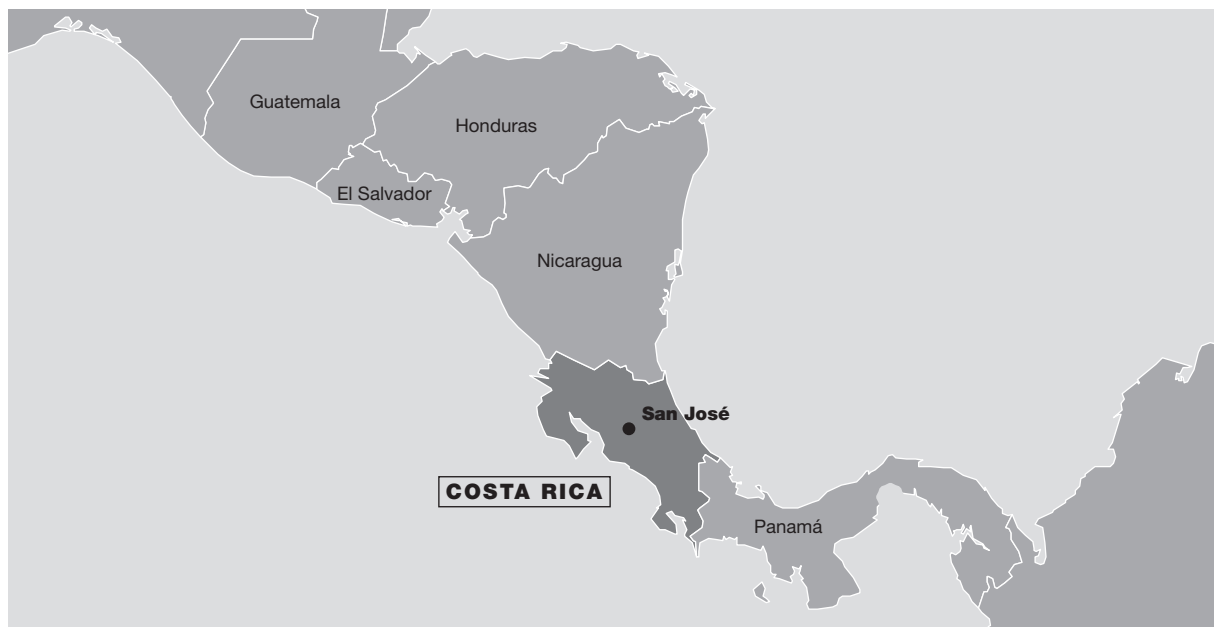 Guatemala
Honduras
El Salvador
Nicaragua
San José
COSTA RICA
Panamá